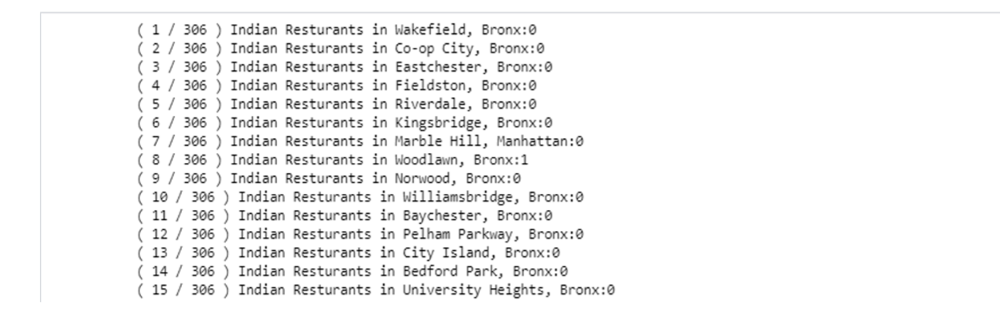 ( 1 / 306 ) Indian Resturants in Wakefield, Bronx:0
( 2 / 306 ) Indian Resturants in Co-op City, Bronx:0
( 3 / 306 ) Indian Resturants in Eastchester, Bronx:0
( 4 / 306 ) Indian Resturants in Fieldston, Bronx:0
( 5 / 306 ) Indian Resturants in Riverdale, Bronx:0
( 6 / 306 ) Indian Resturants in Kingsbridge, Bronx:0
( 7 / 306 ) Indian Resturants in Marble Hill, Manhattan:0
( 8 / 306 ) Indian Resturants in Woodlawn, Bronx:1
( 9 / 306 ) Indian Resturants in Norwood, Bronx:0
( 10 / 306 ) Indian Resturants in Williamsbridge, Bronx:0
( 11 / 306 ) Indian Resturants in Baychester, Bronx:0
( 12 / 306 ) Indian Resturants in Pelham Parkway, Bronx:0
( 13 / 306 ) Indian Resturants in City Island, Bronx:0
( 14 / 306 ) Indian Resturants in Bedford Park, Bronx:0
( 15 / 306 ) Indian Resturants in University Heights, Bronx:0